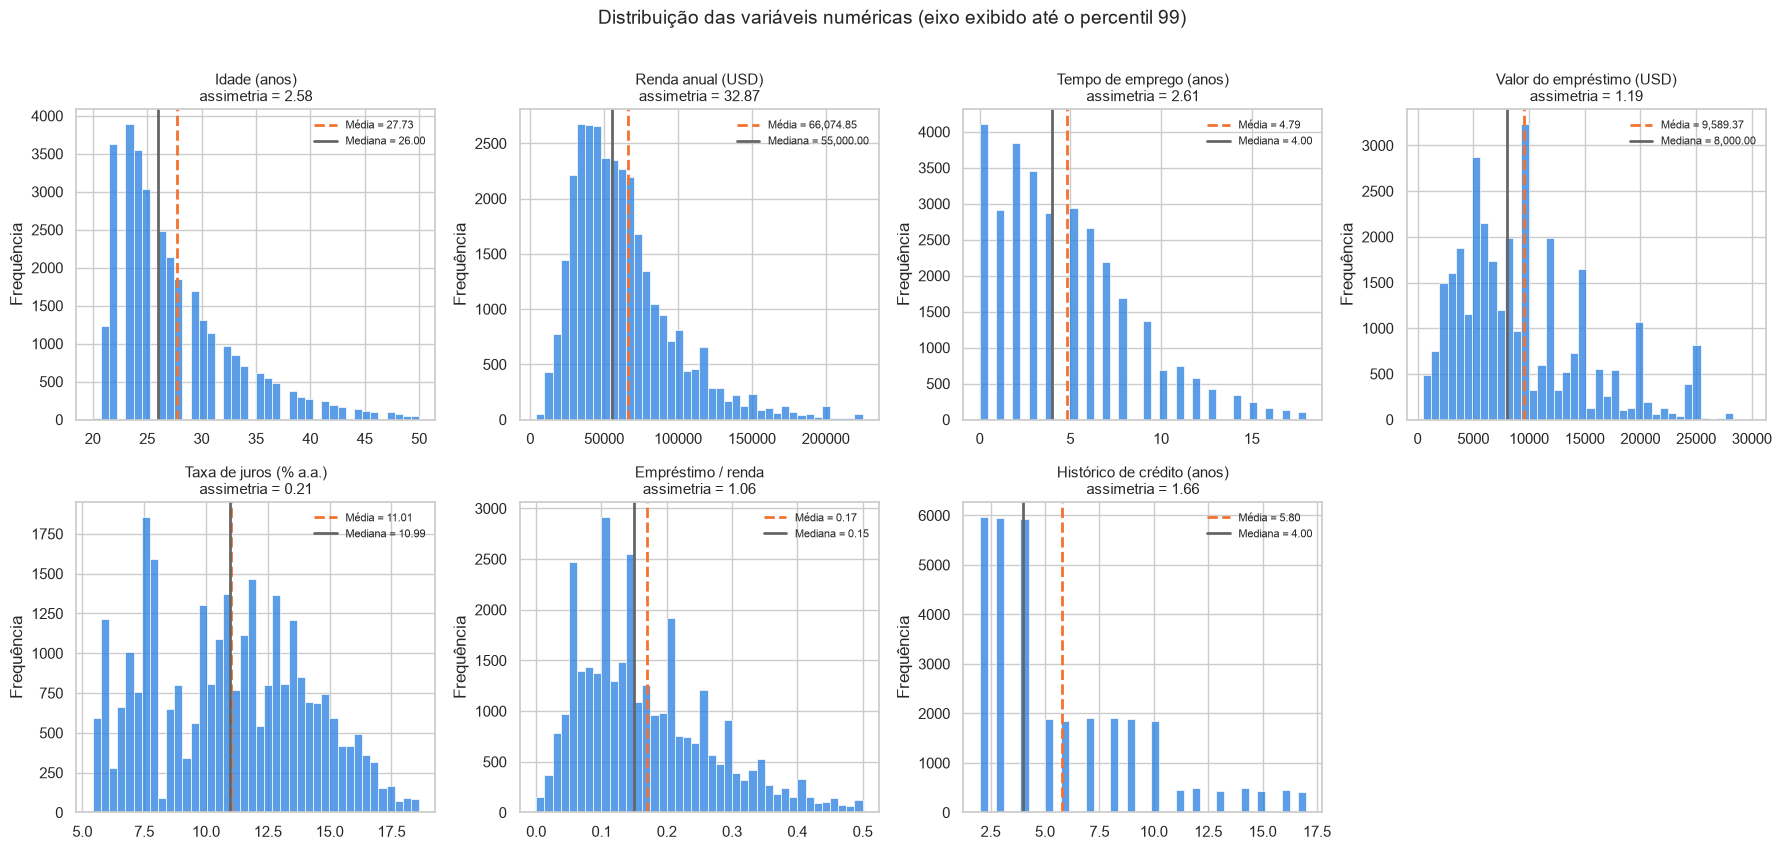 Distribuição das variáveis numéricas (eixo exibido até o percentil 99)
Idade (anos)
assimetria = 2.58
Média = 27.73
Mediana = 26.00
Frequência
4000
3500
3000
2500
2000
1500
1000
500
0
20 25 30 35 40 45 50
Renda anual (USD)
assimetria = 32.87
Média = 66,074.85
Mediana = 55,000.00
Frequência
2500
2000
1500
1000
500
0
0 50000 100000 150000 200000
Tempo de emprego (anos)
assimetria = 2.61
Média = 4.79
Mediana = 4.00
Frequência
4000
3500
3000
2500
2000
1500
1000
500
0
0 5 10 15
Valor do empréstimo (USD)
assimetria = 1.19
Média = 9,589.37
Mediana = 8,000.00
Frequência
3000
2500
2000
1500
1000
500
0
0 5000 10000 15000 20000 25000 30000
Taxa de juros (% a.a.)
assimetria = 0.21
Média = 11.01
Mediana = 10.99
Frequência
1750
1500
1250
1000
750
500
250
0
5.0 7.5 10.0 12.5 15.0 17.5
Empréstimo / renda
assimetria = 1.06
Média = 0.17
Mediana = 0.15
Frequência
3000
2500
2000
1500
1000
500
0
0.0 0.1 0.2 0.3 0.4 0.5
Histórico de crédito (anos)
assimetria = 1.66
Média = 5.80
Mediana = 4.00
Frequência
6000
5000
4000
3000
2000
1000
0
2.5 5.0 7.5 10.0 12.5 15.0 17.5